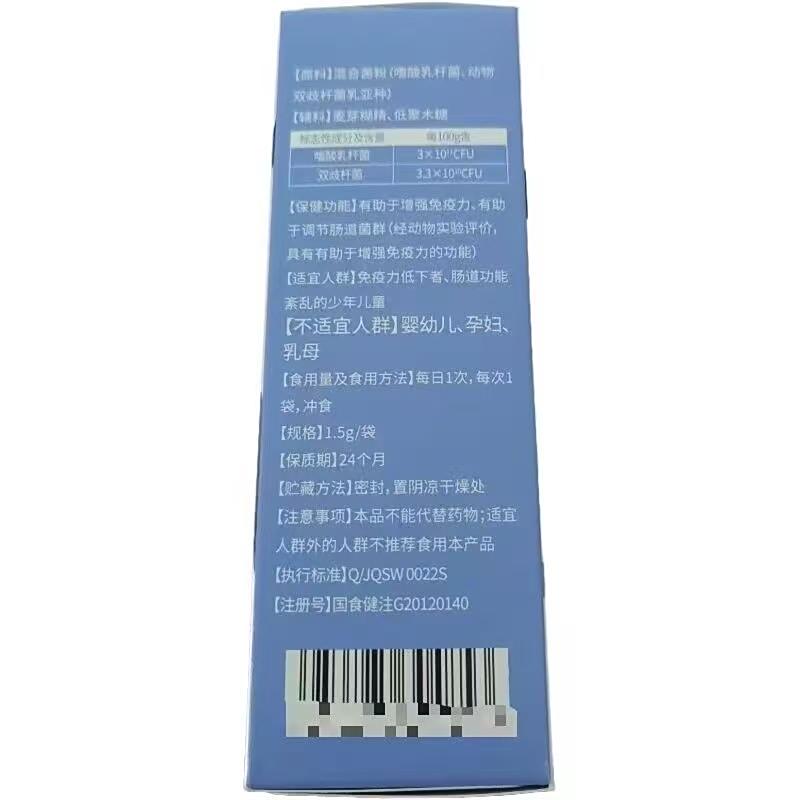 【原料】混合菌粉(嗜酸乳杆菌、动物
双歧杆菌乳亚种)
【辅料】麦芽糊精、低聚木糖
标志性成分及含量 每100g含
嗜酸乳杆菌 3×10¹¹CFU
双歧杆菌 3.3×10¹⁰CFU
【保健功能】有助于增强免疫力、有助
于调节肠道菌群(经动物实验评价,
具有有助于增强免疫力的功能)
【适宜人群】免疫力低下者、肠道功能
紊乱的少年儿童
【不适宜人群】婴幼儿、孕妇、
乳母
【食用量及食用方法】每日1次,每次1
袋,冲食
【规格】1.5g/袋
【保质期】24个月
【贮藏方法】密封,置阴凉干燥处
【注意事项】本品不能代替药物;适宜
人群外的人群不推荐食用本产品
【执行标准】Q/JQSW 0022S
【注册号】国食健注G20120140